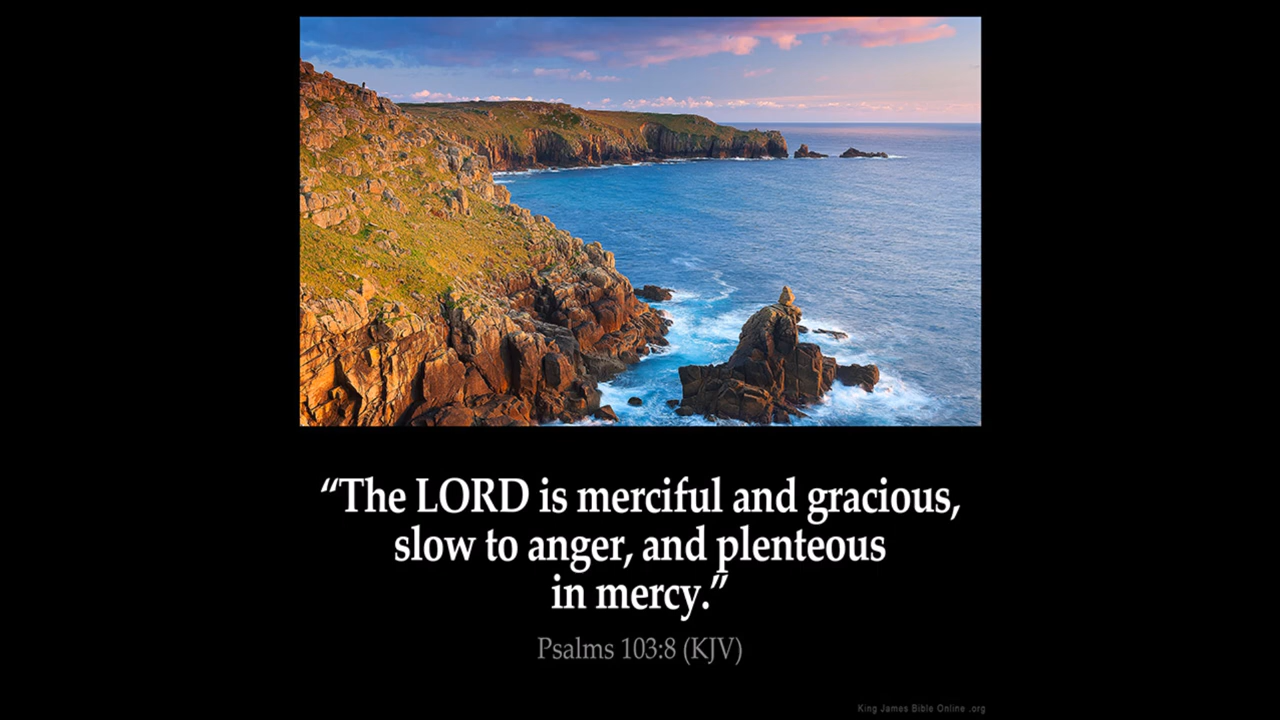 “The LORD is merciful and gracious,
slow to anger, and plenteous
in mercy.”
Psalms 103:8 (KJV)
King James Bible Online .org